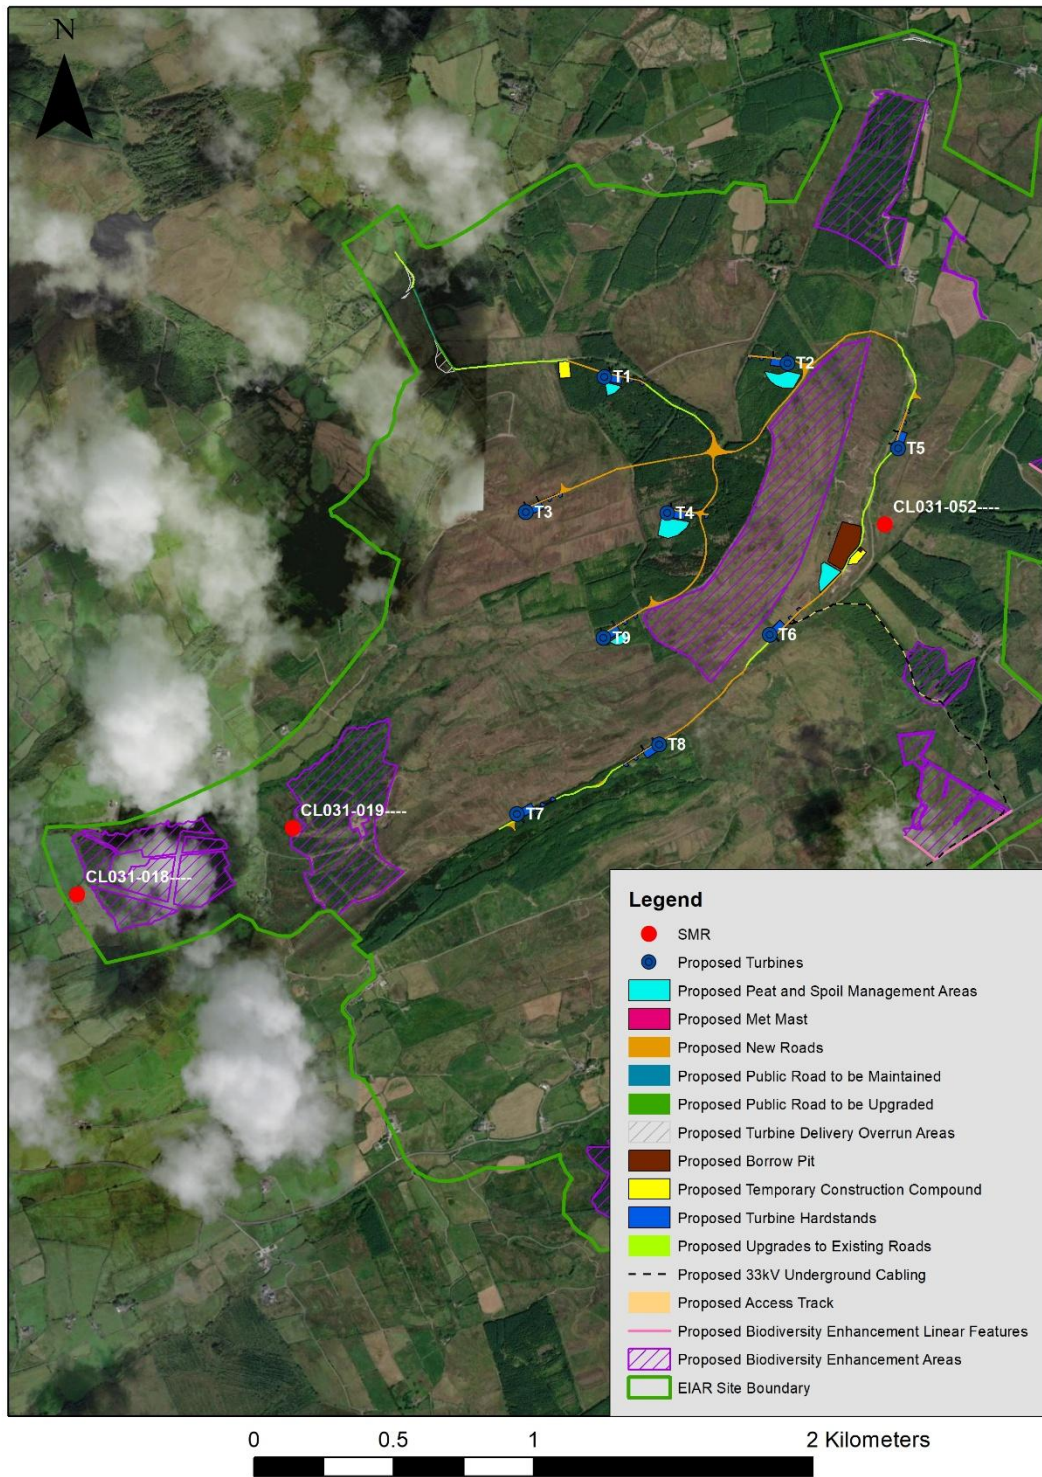 N
T1
T2
T5
CL031-052----
T3
T4
T9
T6
T8
T7
CL031-019----
CL031-018----
Legend
SMR
Proposed Turbines
Proposed Peat and Spoil Management Areas
Proposed Met Mast
Proposed New Roads
Proposed Public Road to be Maintained
Proposed Public Road to be Upgraded
Proposed Turbine Delivery Overrun Areas
Proposed Borrow Pit
Proposed Temporary Construction Compound
Proposed Turbine Hardstands
Proposed Upgrades to Existing Roads
Proposed 33kV Underground Cabling
Proposed Access Track
Proposed Biodiversity Enhancement Linear Features
Proposed Biodiversity Enhancement Areas
EIAR Site Boundary
0 0.5 1 2 Kilometers